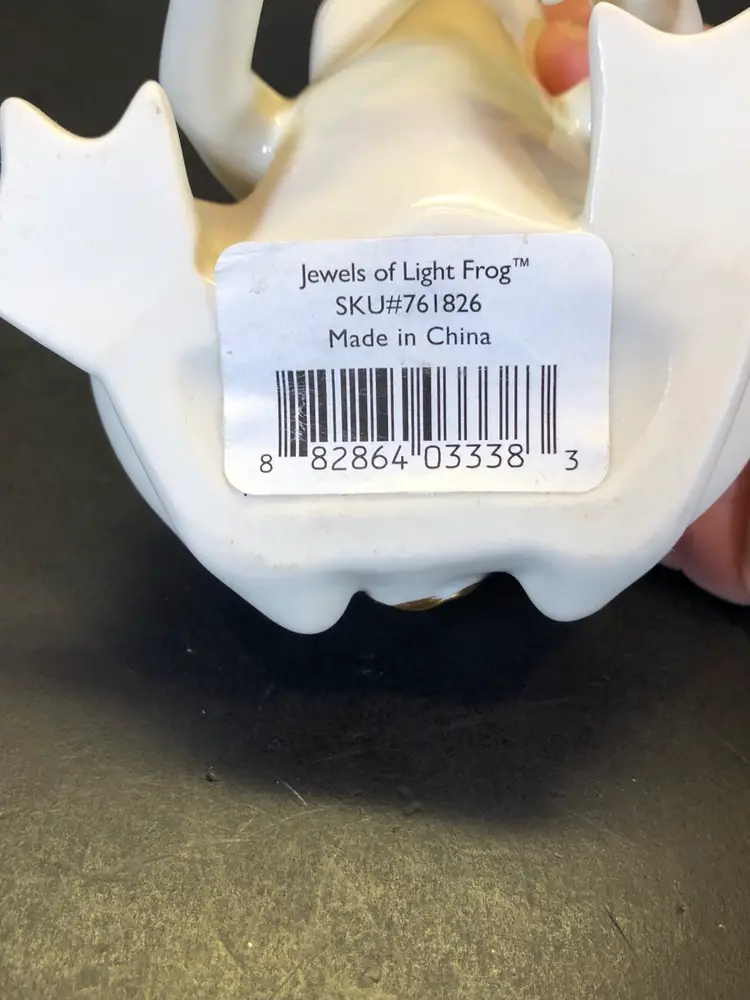 Jewels of Light Frog™
SKU#761826
Made in China
8 82864 03338 3